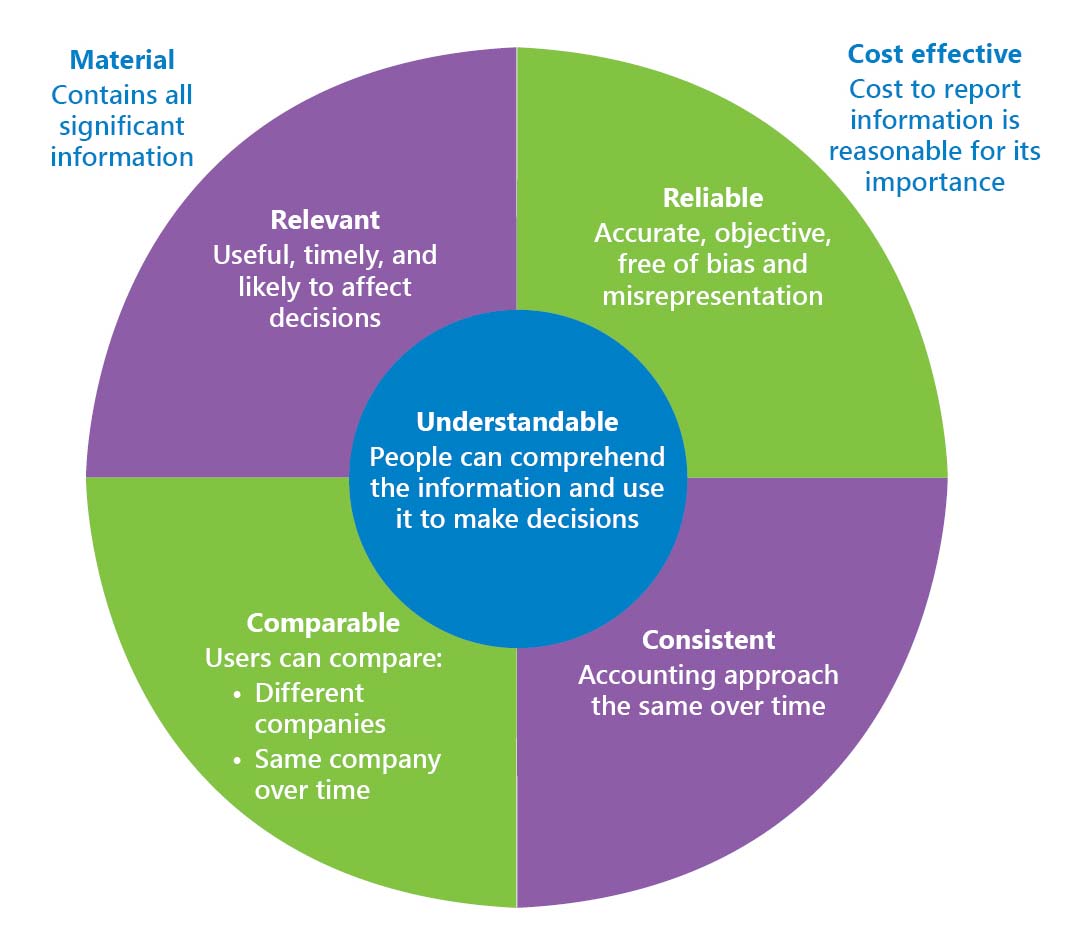 Material
Contains all
significant
information
Cost effective
Cost to report
information is
reasonable for its
importance
Relevant
Useful, timely, and
likely to affect
decisions
Reliable
Accurate, objective,
free of bias and
misrepresentation
Understandable
People can comprehend
the information and use
it to make decisions
Comparable
Users can compare:
• Different
companies
• Same company
over time
Consistent
Accounting approach
the same over time